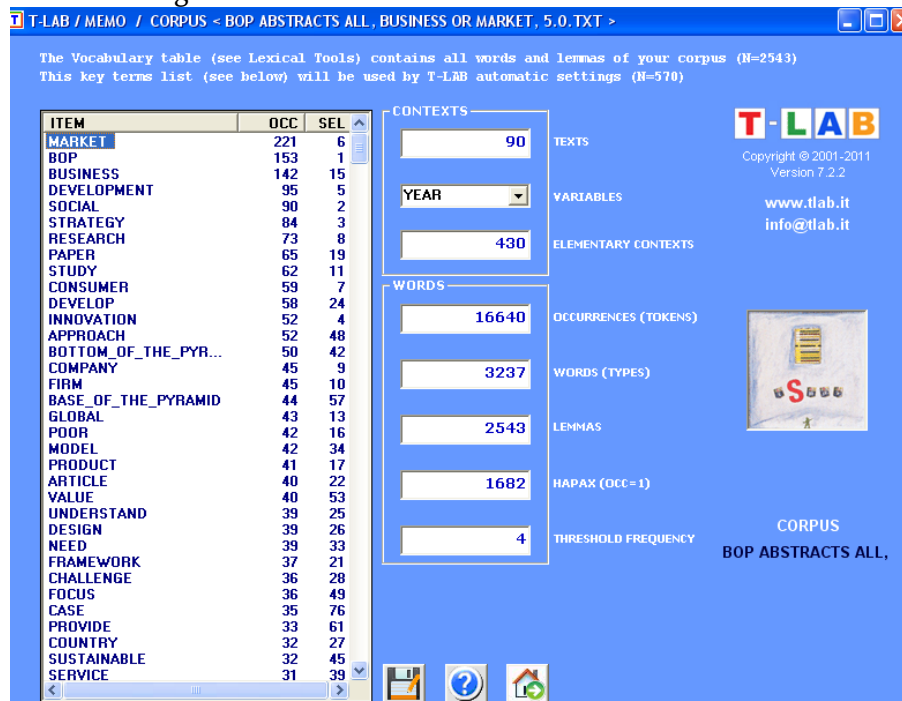 T-LAB / MEMO / CORPUS < BOP ABSTRACTS ALL, BUSINESS OR MARKET, 5.0.TXT >
The Vocabulary table (see Lexical Tools) contains all words and lemmas of your corpus (N=2543)
This key terms list (see below) will be used by T-LAB automatic settings (N=570)
ITEM OCC SEL
MARKET 221 6
BOP 153 1
BUSINESS 142 15
DEVELOPMENT 95 5
SOCIAL 90 2
STRATEGY 84 3
RESEARCH 73 8
PAPER 65 19
STUDY 62 11
CONSUMER 59 7
DEVELOP 58 24
INNOVATION 52 4
APPROACH 52 48
BOTTOM_OF_THE_PYR... 50 42
COMPANY 45 9
FIRM 45 10
BASE_OF_THE_PYRAMID 44 57
GLOBAL 43 13
POOR 42 16
MODEL 42 34
PRODUCT 41 17
ARTICLE 40 22
VALUE 40 53
UNDERSTAND 39 25
DESIGN 39 26
NEED 39 33
FRAMEWORK 37 21
CHALLENGE 36 28
FOCUS 36 49
CASE 35 76
PROVIDE 33 61
COUNTRY 32 27
SUSTAINABLE 32 45
SERVICE 31 39
CONTEXTS
90 TEXTS
YEAR VARIABLES
430 ELEMENTARY CONTEXTS
WORDS
16640 OCCURRENCES (TOKENS)
3237 WORDS (TYPES)
2543 LEMMAS
1682 HAPAX (OCC=1)
4 THRESHOLD FREQUENCY
T-LAB
Copyright © 2001-2011
Version 7.2.2
www.tlab.it
info@tlab.it
CORPUS
BOP ABSTRACTS ALL,